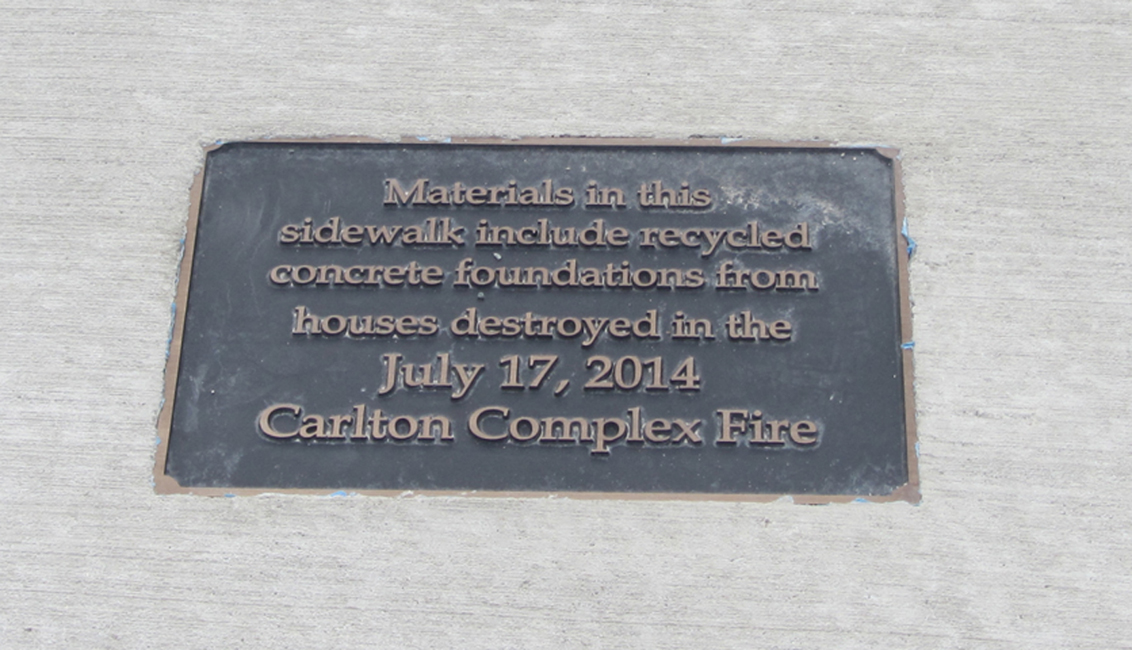 Materials in this
sidewalk include recycled
concrete foundations from
houses destroyed in the
July 17, 2014
Carlton Complex Fire